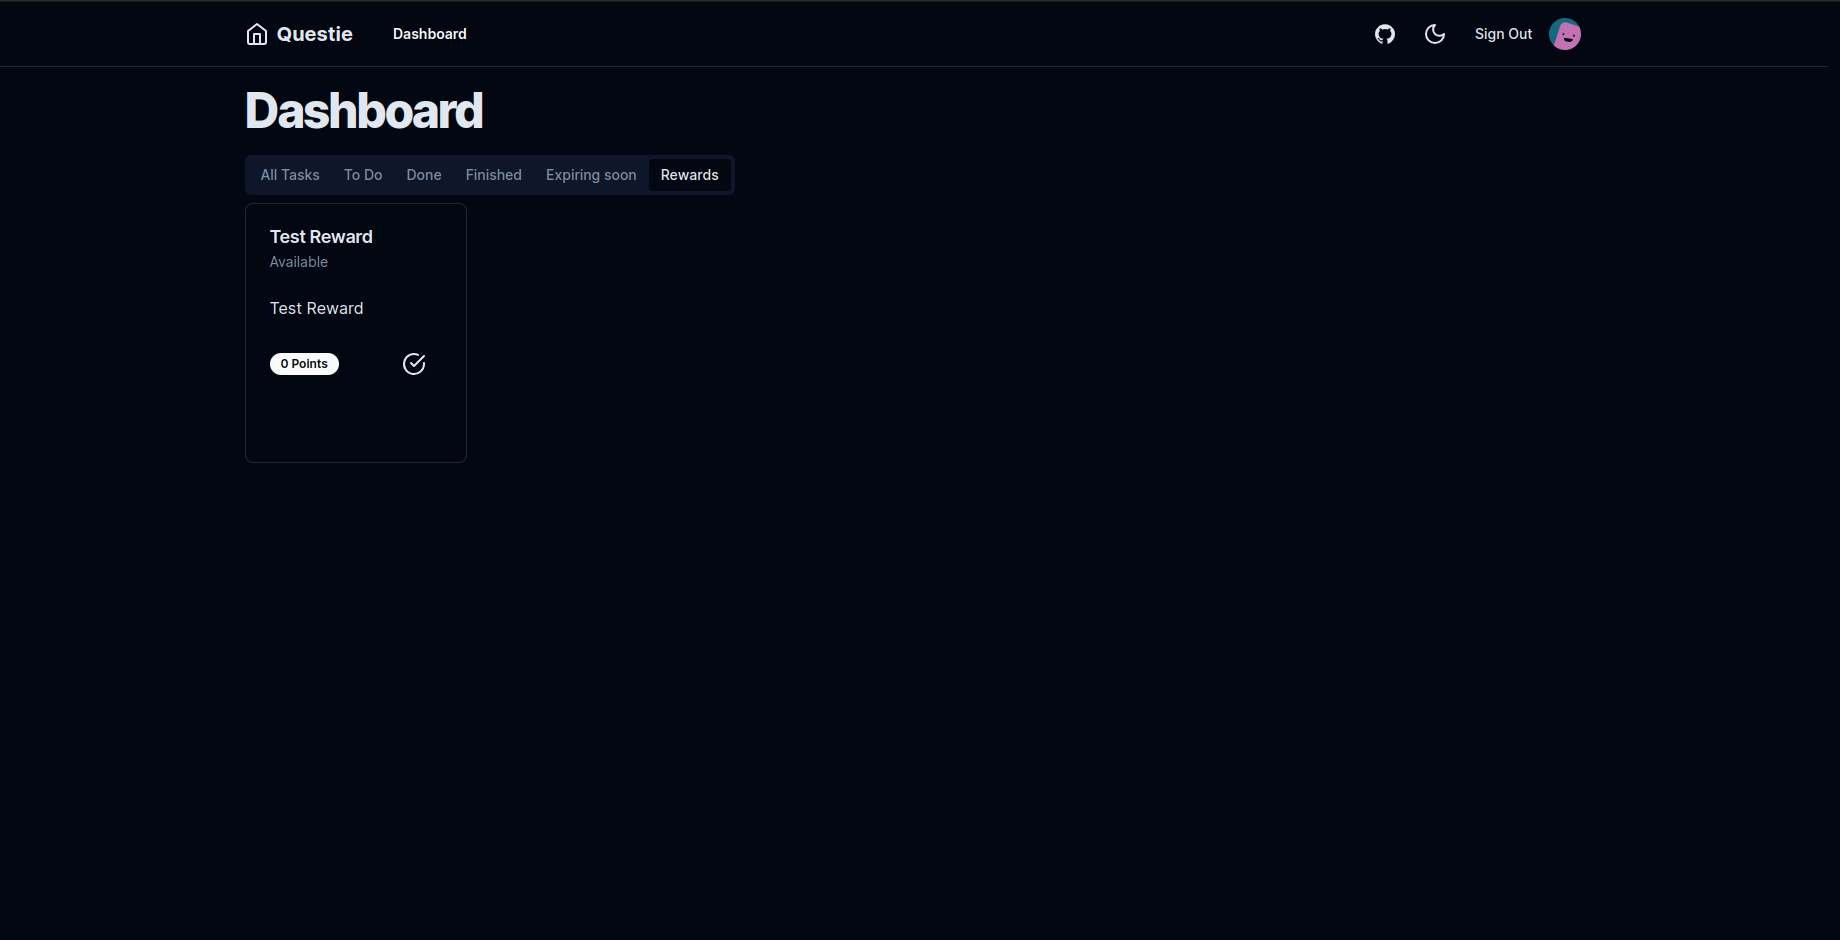 Questie Dashboard Sign Out
Dashboard
All Tasks To Do Done Finished Expiring soon Rewards
Test Reward
Available
Test Reward
0 Points